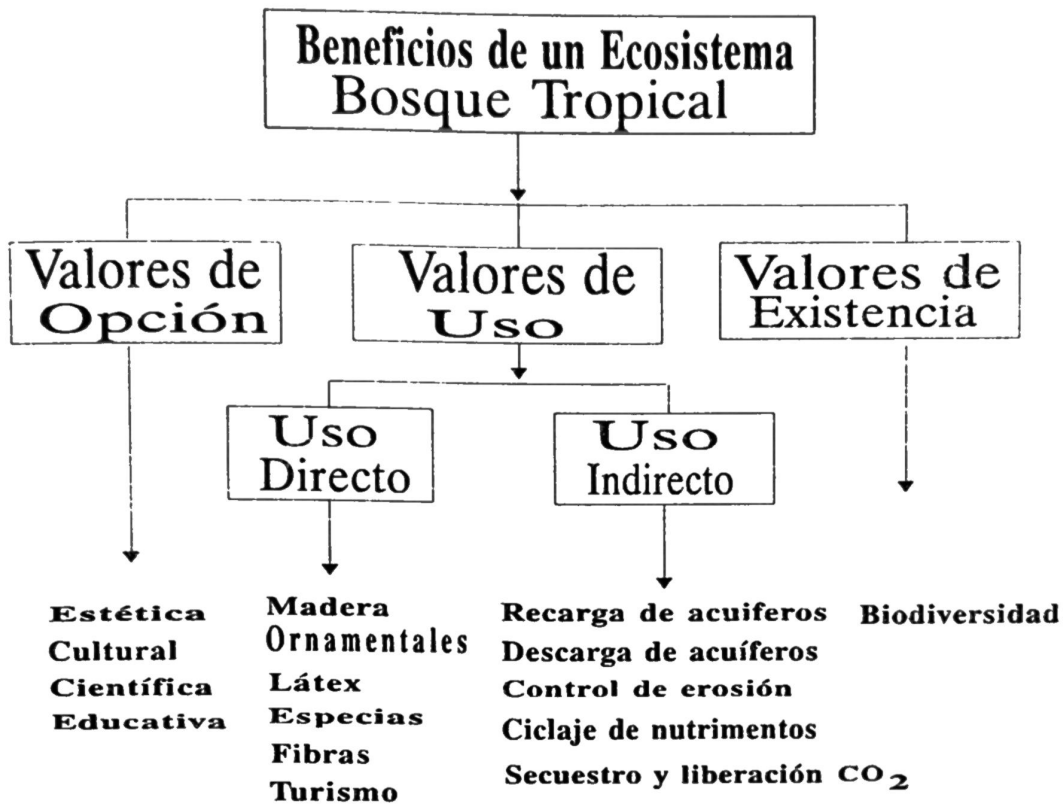 Beneficios de un Ecosistema
Bosque Tropical
Valores de
Opción
Valores de
Uso
Valores de
Existencia
Uso
Directo
Uso
Indirecto
Estética
Cultural
Científica
Educativa
Madera
Ornamentales
Látex
Especias
Fibras
Turismo
Recarga de acuiferos
Descarga de acuíferos
Control de erosión
Ciclaje de nutrimentos
Secuestro y liberación CO₂
Biodiversidad